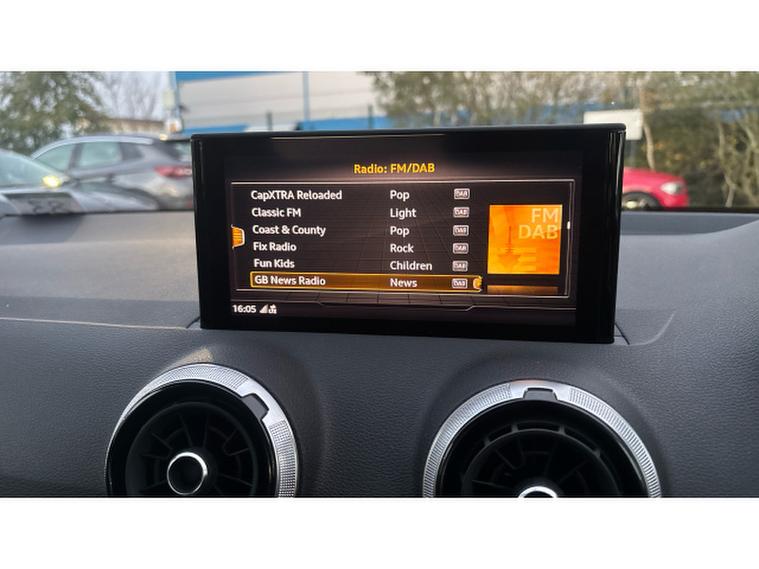 Radio: FM/DAB
CapXTRA Reloaded Pop DAB
Classic FM Light DAB
Coast & County Pop DAB
Fix Radio Rock DAB
Fun Kids Children DAB
GB News Radio News DAB
FM
DAB
16:05 LTE